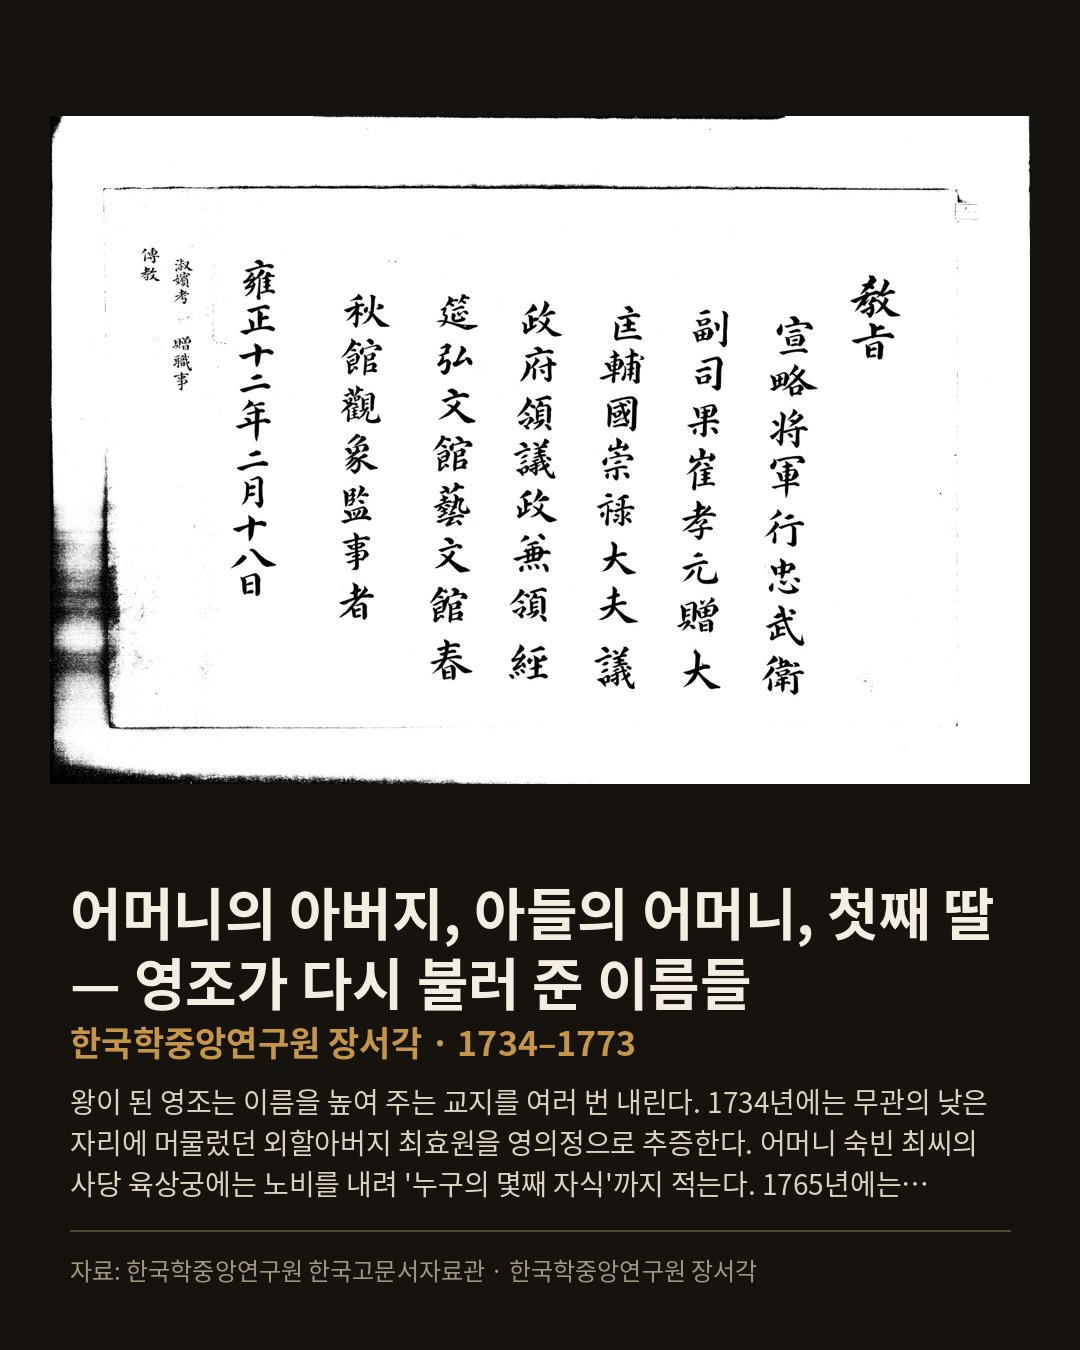 敎旨
宣略將軍行忠武衛
副司果崔孝元贈大
匡輔國崇祿大夫議
政府領議政兼領 經
筵弘文館藝文館春
秋館觀象監事者
雍正十二年二月十八日
淑嬪考 贈職事
傳敎
어머니의 아버지, 아들의 어머니, 첫째 딸
— 영조가 다시 불러 준 이름들
한국학중앙연구원 장서각 · 1734–1773
왕이 된 영조는 이름을 높여 주는 교지를 여러 번 내린다. 1734년에는 무관의 낮은
자리에 머물렀던 외할아버지 최효원을 영의정으로 추증한다. 어머니 숙빈 최씨의
사당 육상궁에는 노비를 내려 '누구의 몇째 자식'까지 적는다. 1765년에는…
자료: 한국학중앙연구원 한국고문서자료관 · 한국학중앙연구원 장서각